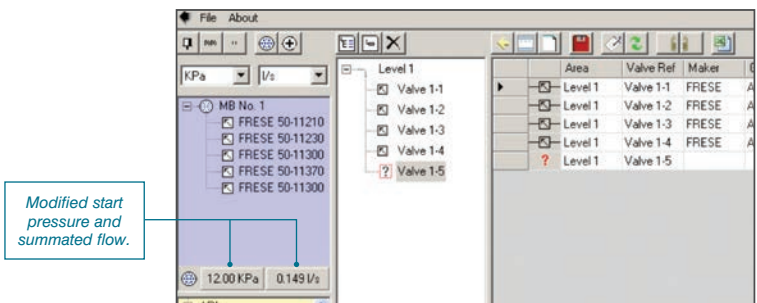 File About
KPa l/s
MB No. 1
FRESE 50-11210
FRESE 50-11230
FRESE 50-11300
FRESE 50-11370
FRESE 50-11300
12.00 KPa 0.149 l/s
Modified start
pressure and
summated flow.
Level 1
Valve 1-1
Valve 1-2
Valve 1-3
Valve 1-4
? Valve 1-5
Area Valve Ref Maker
Level 1 Valve 1-1 FRESE
Level 1 Valve 1-2 FRESE
Level 1 Valve 1-3 FRESE
Level 1 Valve 1-4 FRESE
? Level 1 Valve 1-5